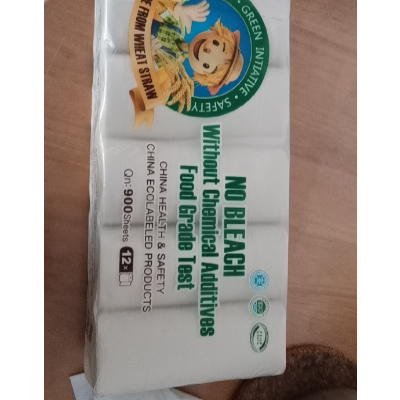 GREEN INTIATIVE • SAFETY
E FROM WHEAT STRAW
NO BLEACH
Without Chemical Additives
Food Grade Test
CHINA HEALTH & SAFETY
CHINA ECOLABELED PRODUCTS
Qn:900Sheets 12×